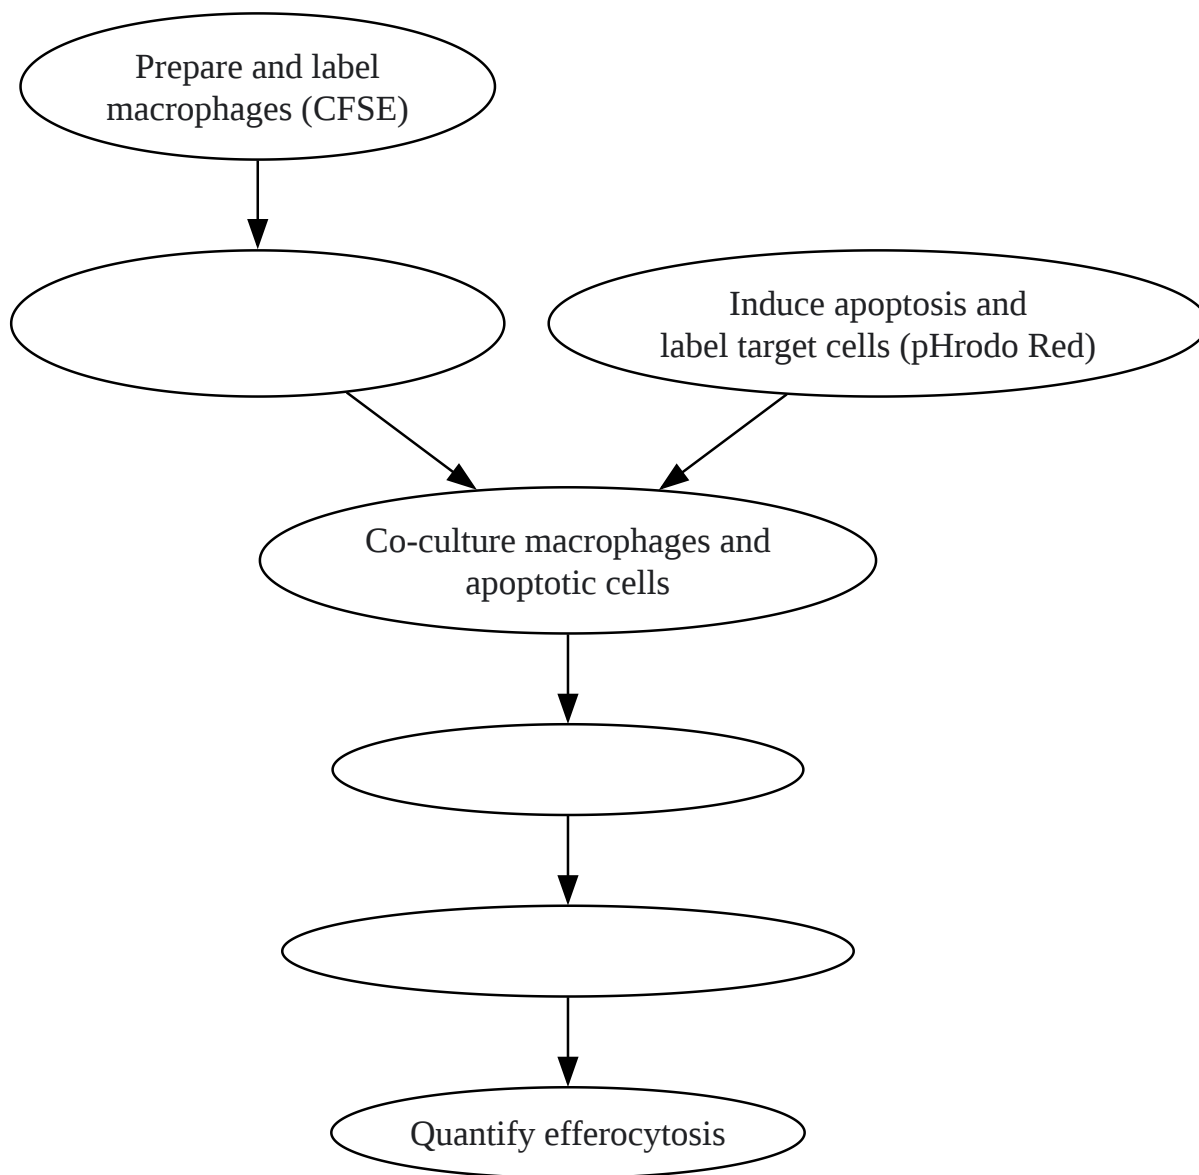 Prepare and label
macrophages (CFSE)
Induce apoptosis and
label target cells (pHrodo Red)
Co-culture macrophages and
apoptotic cells
Quantify efferocytosis